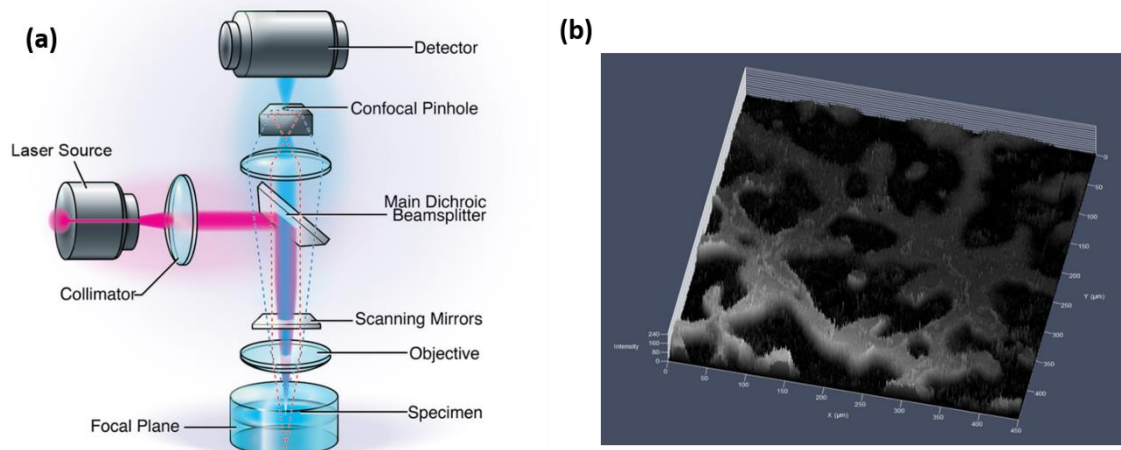 (a)
Detector
Confocal Pinhole
Laser Source
Main Dichroic
Beamsplitter
Collimator
Scanning Mirrors
Objective
Specimen
Focal Plane
(b)
0
50
100
150
200
250
300
350
400
Y (µm)
Intensity
240
160
80
0
0
50
100
150
200
250
300
350
400
450
X (µm)